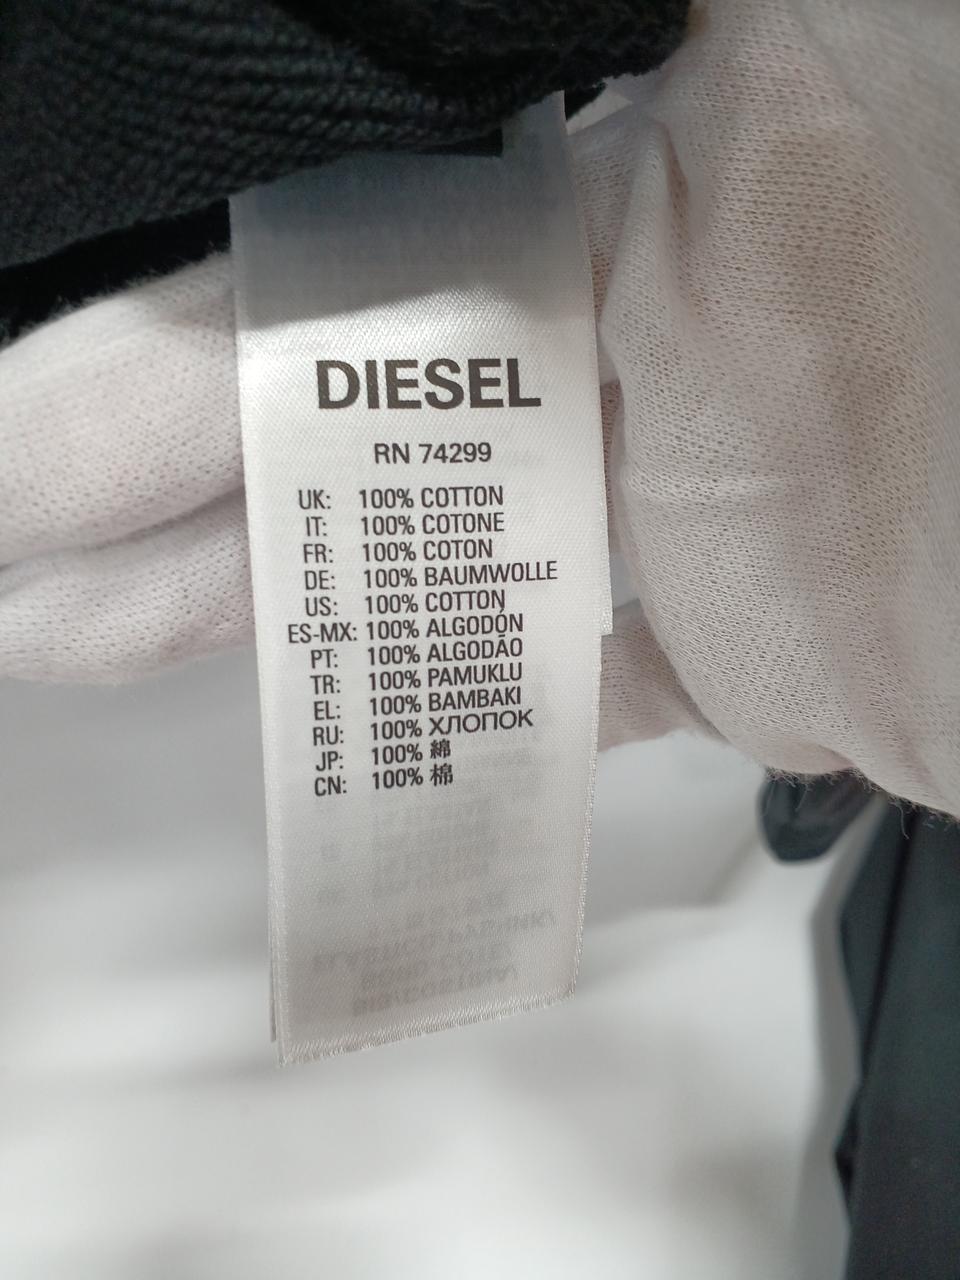 DIESEL
RN 74299
UK: 100% COTTON
IT: 100% COTONE
FR: 100% COTON
DE: 100% BAUMWOLLE
US: 100% COTTON
ES-MX: 100% ALGODÓN
PT: 100% ALGODÃO
TR: 100% PAMUKLU
EL: 100% BAMBAKI
RU: 100% ХЛОПОК
JP: 100% 綿
CN: 100% 棉